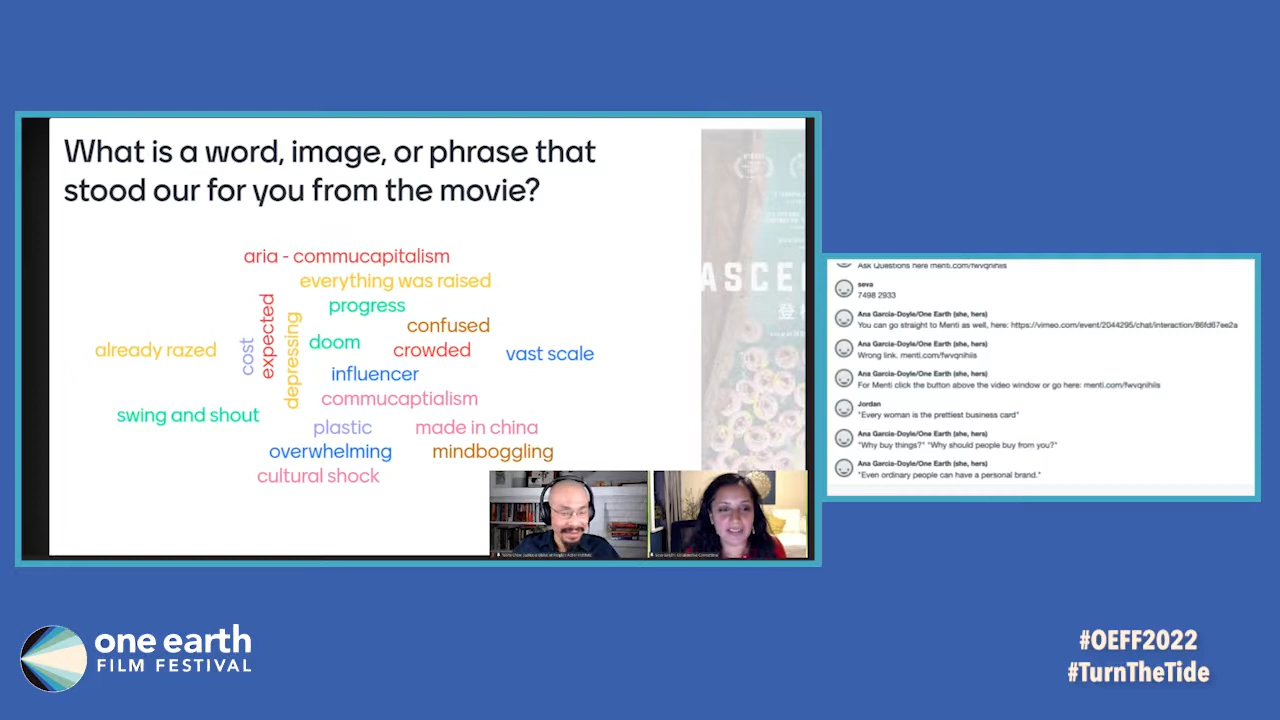 What is a word, image, or phrase that
stood our for you from the movie?
aria - commucapitalism
everything was raised
progress
confused
expected
depressing
cost
doom
crowded
already razed
vast scale
influencer
commucaptialism
swing and shout
plastic
made in china
overwhelming
mindboggling
cultural shock
ASCE
登
Ask Questions here menti.com/fwvqnihiis
seva
7498 2933
Ana Garcia-Doyle/One Earth (she, hers)
You can go straight to Menti as well, here: https://vimeo.com/event/2044295/chat/interaction/86fd67ee2a
Ana Garcia-Doyle/One Earth (she, hers)
Wrong link. menti.com/fwvqnihiis
Ana Garcia-Doyle/One Earth (she, hers)
For Menti click the button above the video window or go here: menti.com/fwvqnihiis
Jordan
"Every woman is the prettiest business card"
Ana Garcia-Doyle/One Earth (she, hers)
"Why buy things?" "Why should people buy from you?"
Ana Garcia-Doyle/One Earth (she, hers)
"Even ordinary people can have a personal brand."
one earth
FILM FESTIVAL
#OEFF2022
#TurnTheTide